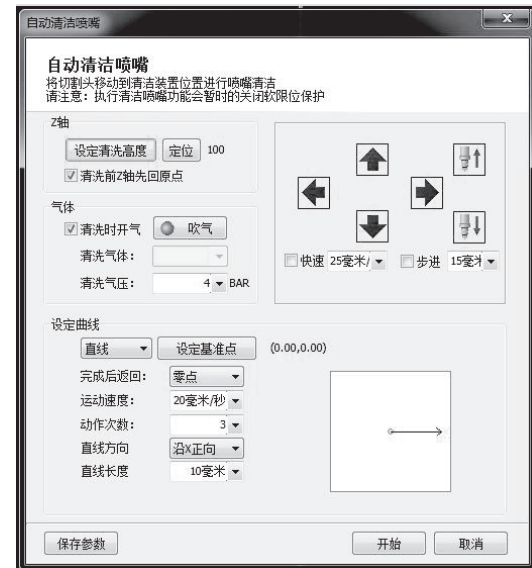 自动清洁喷嘴
自动清洁喷嘴
将切割头移动到清洁装置位置进行喷嘴清洁
请注意：执行清洁喷嘴功能会暂时的关闭软限位保护
Z轴
设定清洗高度 定位 100
清洗前Z轴先回原点
气体
清洗时开气 吹气
清洗气体：
清洗气压： 4 BAR
快速 25毫米/ 步进 15毫米
设定曲线
直线 设定基准点 (0.00,0.00)
完成后返回： 零点
运动速度： 20毫米/秒
动作次数： 3
直线方向 沿X正向
直线长度 10毫米
保存参数 开始 取消